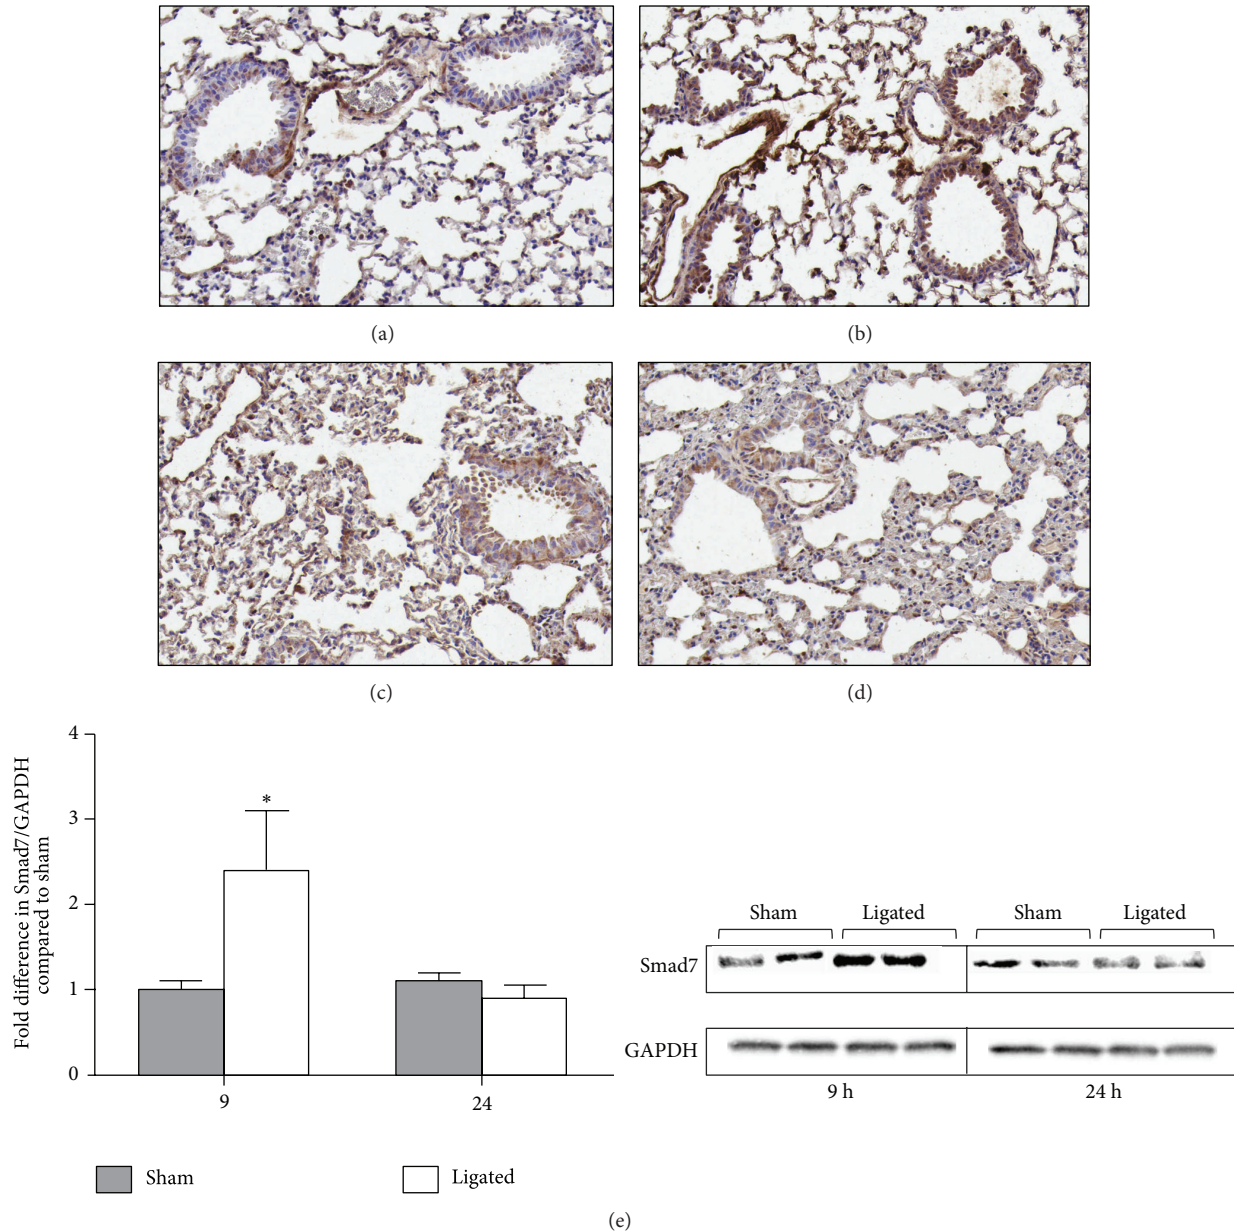 (a)
(b)
(c)
(d)
Fold difference in Smad7/GAPDH
compared to sham
4
3
2
1
0
*
9
24
Sham
Ligated
Sham
Ligated
Sham
Ligated
Smad7
GAPDH
9 h
24 h
(e)